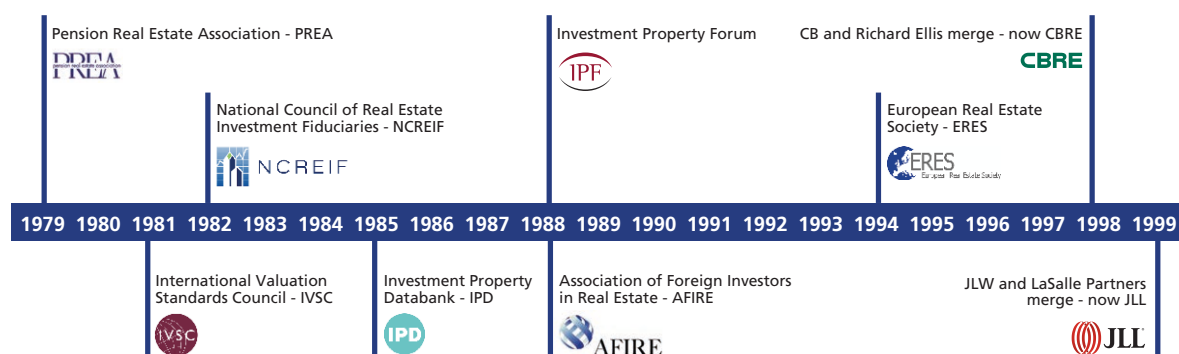 Pension Real Estate Association - PREA
PREA
pension real estate association
Investment Property Forum
IPF
CB and Richard Ellis merge - now CBRE
CBRE
National Council of Real Estate
Investment Fiduciaries - NCREIF
NCREIF
European Real Estate
Society - ERES
ERES
European Real Estate Society
1979 1980 1981 1982 1983 1984 1985 1986 1987 1988 1989 1990 1991 1992 1993 1994 1995 1996 1997 1998 1999
International Valuation
Standards Council - IVSC
IVSC
Investment Property
Databank - IPD
IPD
Association of Foreign Investors
in Real Estate - AFIRE
AFIRE
JLW and LaSalle Partners
merge - now JLL
JLL